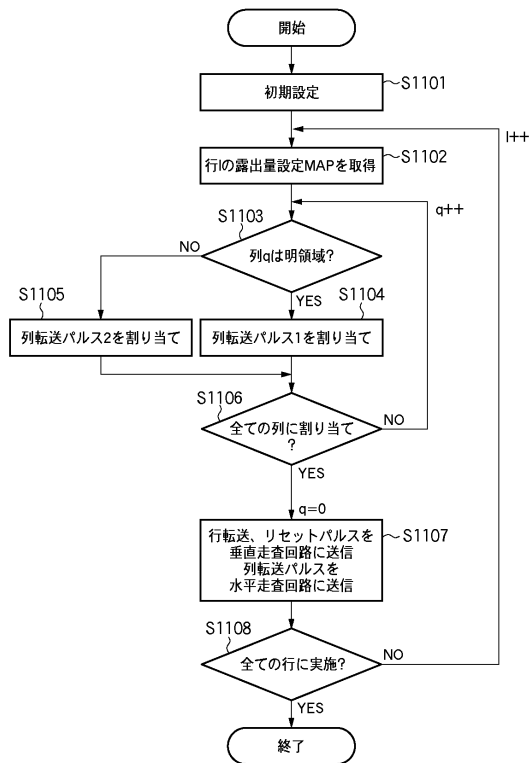 開始
初期設定
S1101
l++
行lの露出量設定MAPを取得
S1102
q++
S1103
列qは明領域?
NO
YES
S1105
S1104
列転送パルス2を割り当て
列転送パルス1を割り当て
S1106
全ての列に割り当て
?
NO
YES
q=0
行転送、リセットパルスを
垂直走査回路に送信
列転送パルスを
水平走査回路に送信
S1107
S1108
全ての行に実施?
NO
YES
終了